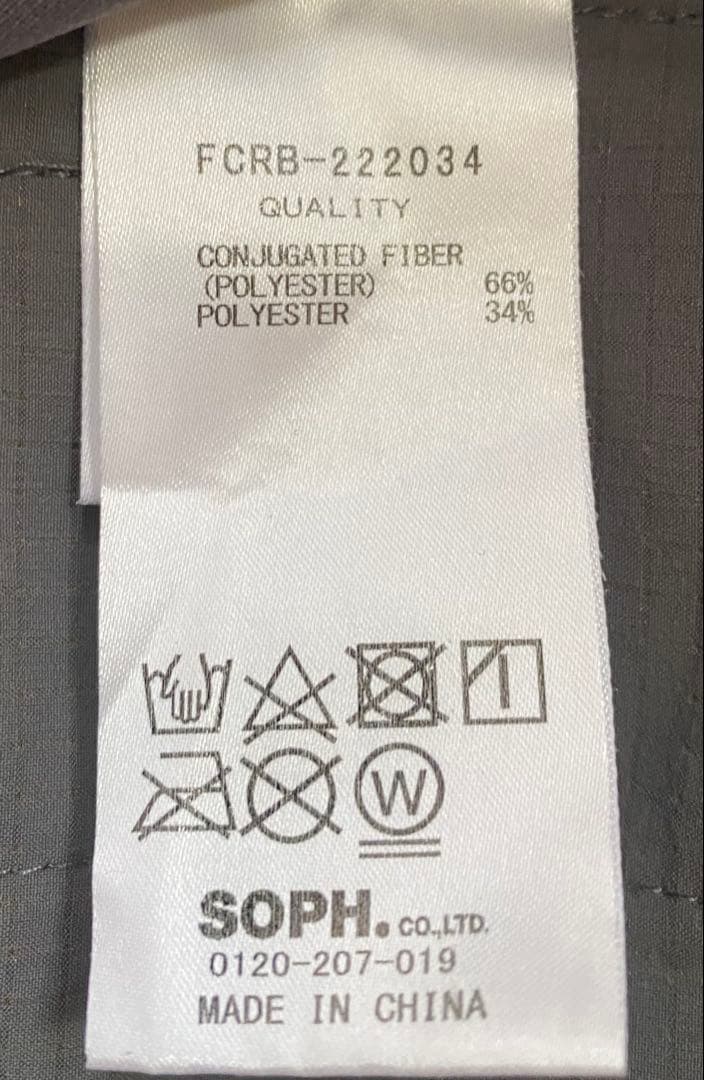 FCRB-222034
QUALITY
CONJUGATED FIBER
(POLYESTER) 66%
POLYESTER 34%
W
SOPH. CO.,LTD.
0120-207-019
MADE IN CHINA